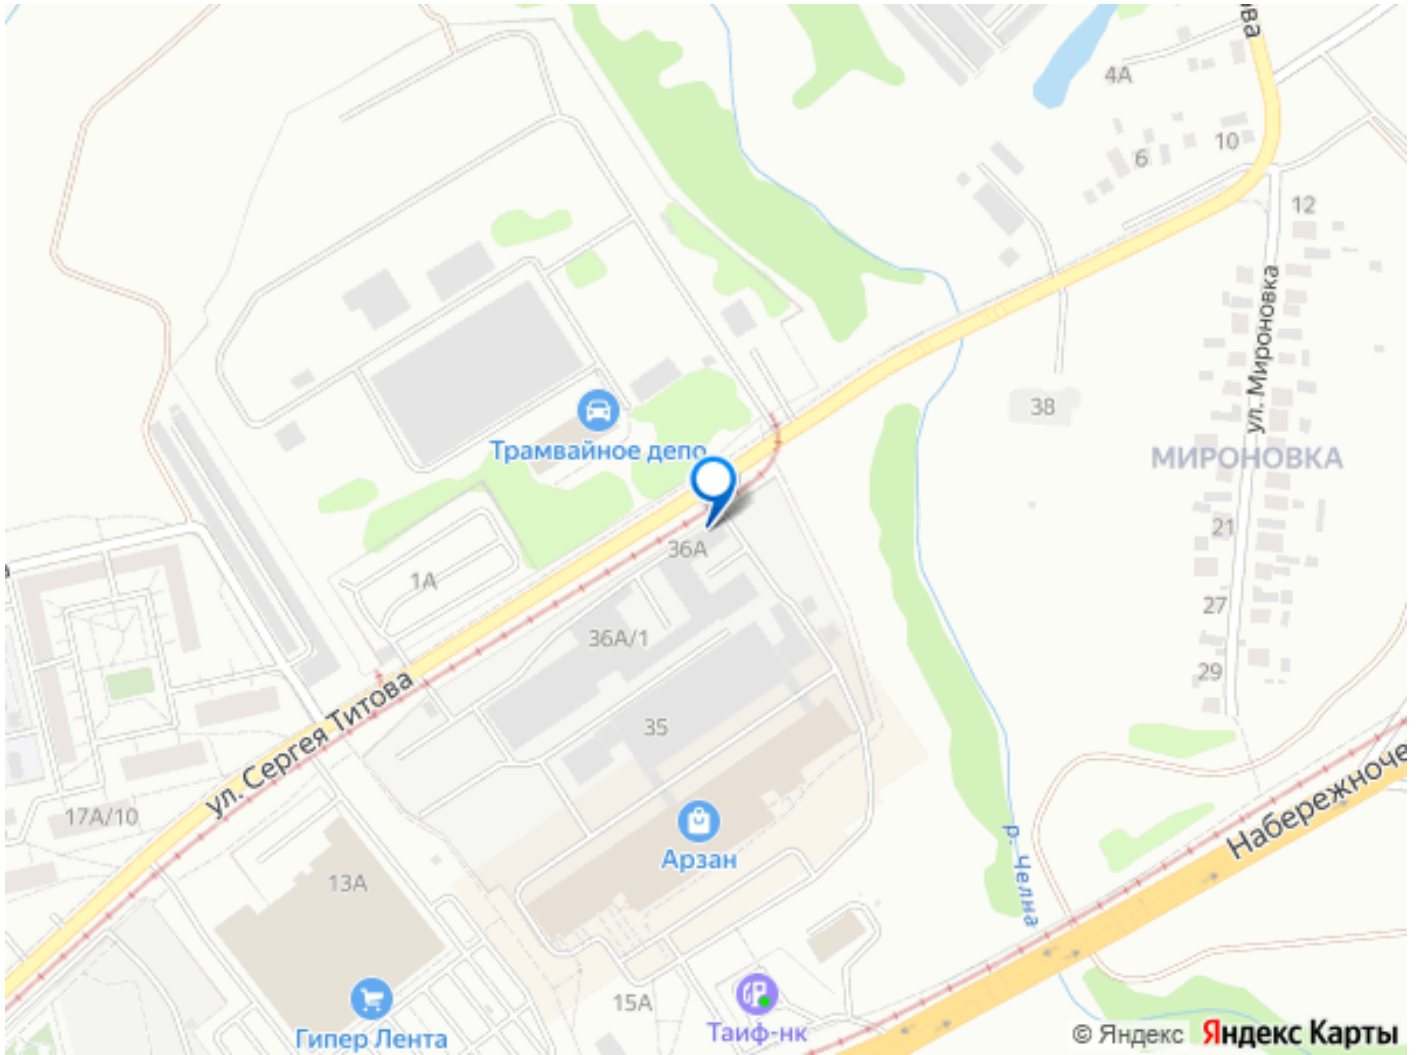 ова
4А
6
10
12
ул. Мироновка
38
МИРОНОВКА
Трамвайное депо
36А
21
1А
27
36А/1
29
ул. Сергея Титова
35
17А/10
Арзан
13А
р. Челна
Набережноче
15А
Таиф-нк
Гипер Лента
© Яндекс Яндекс Карты